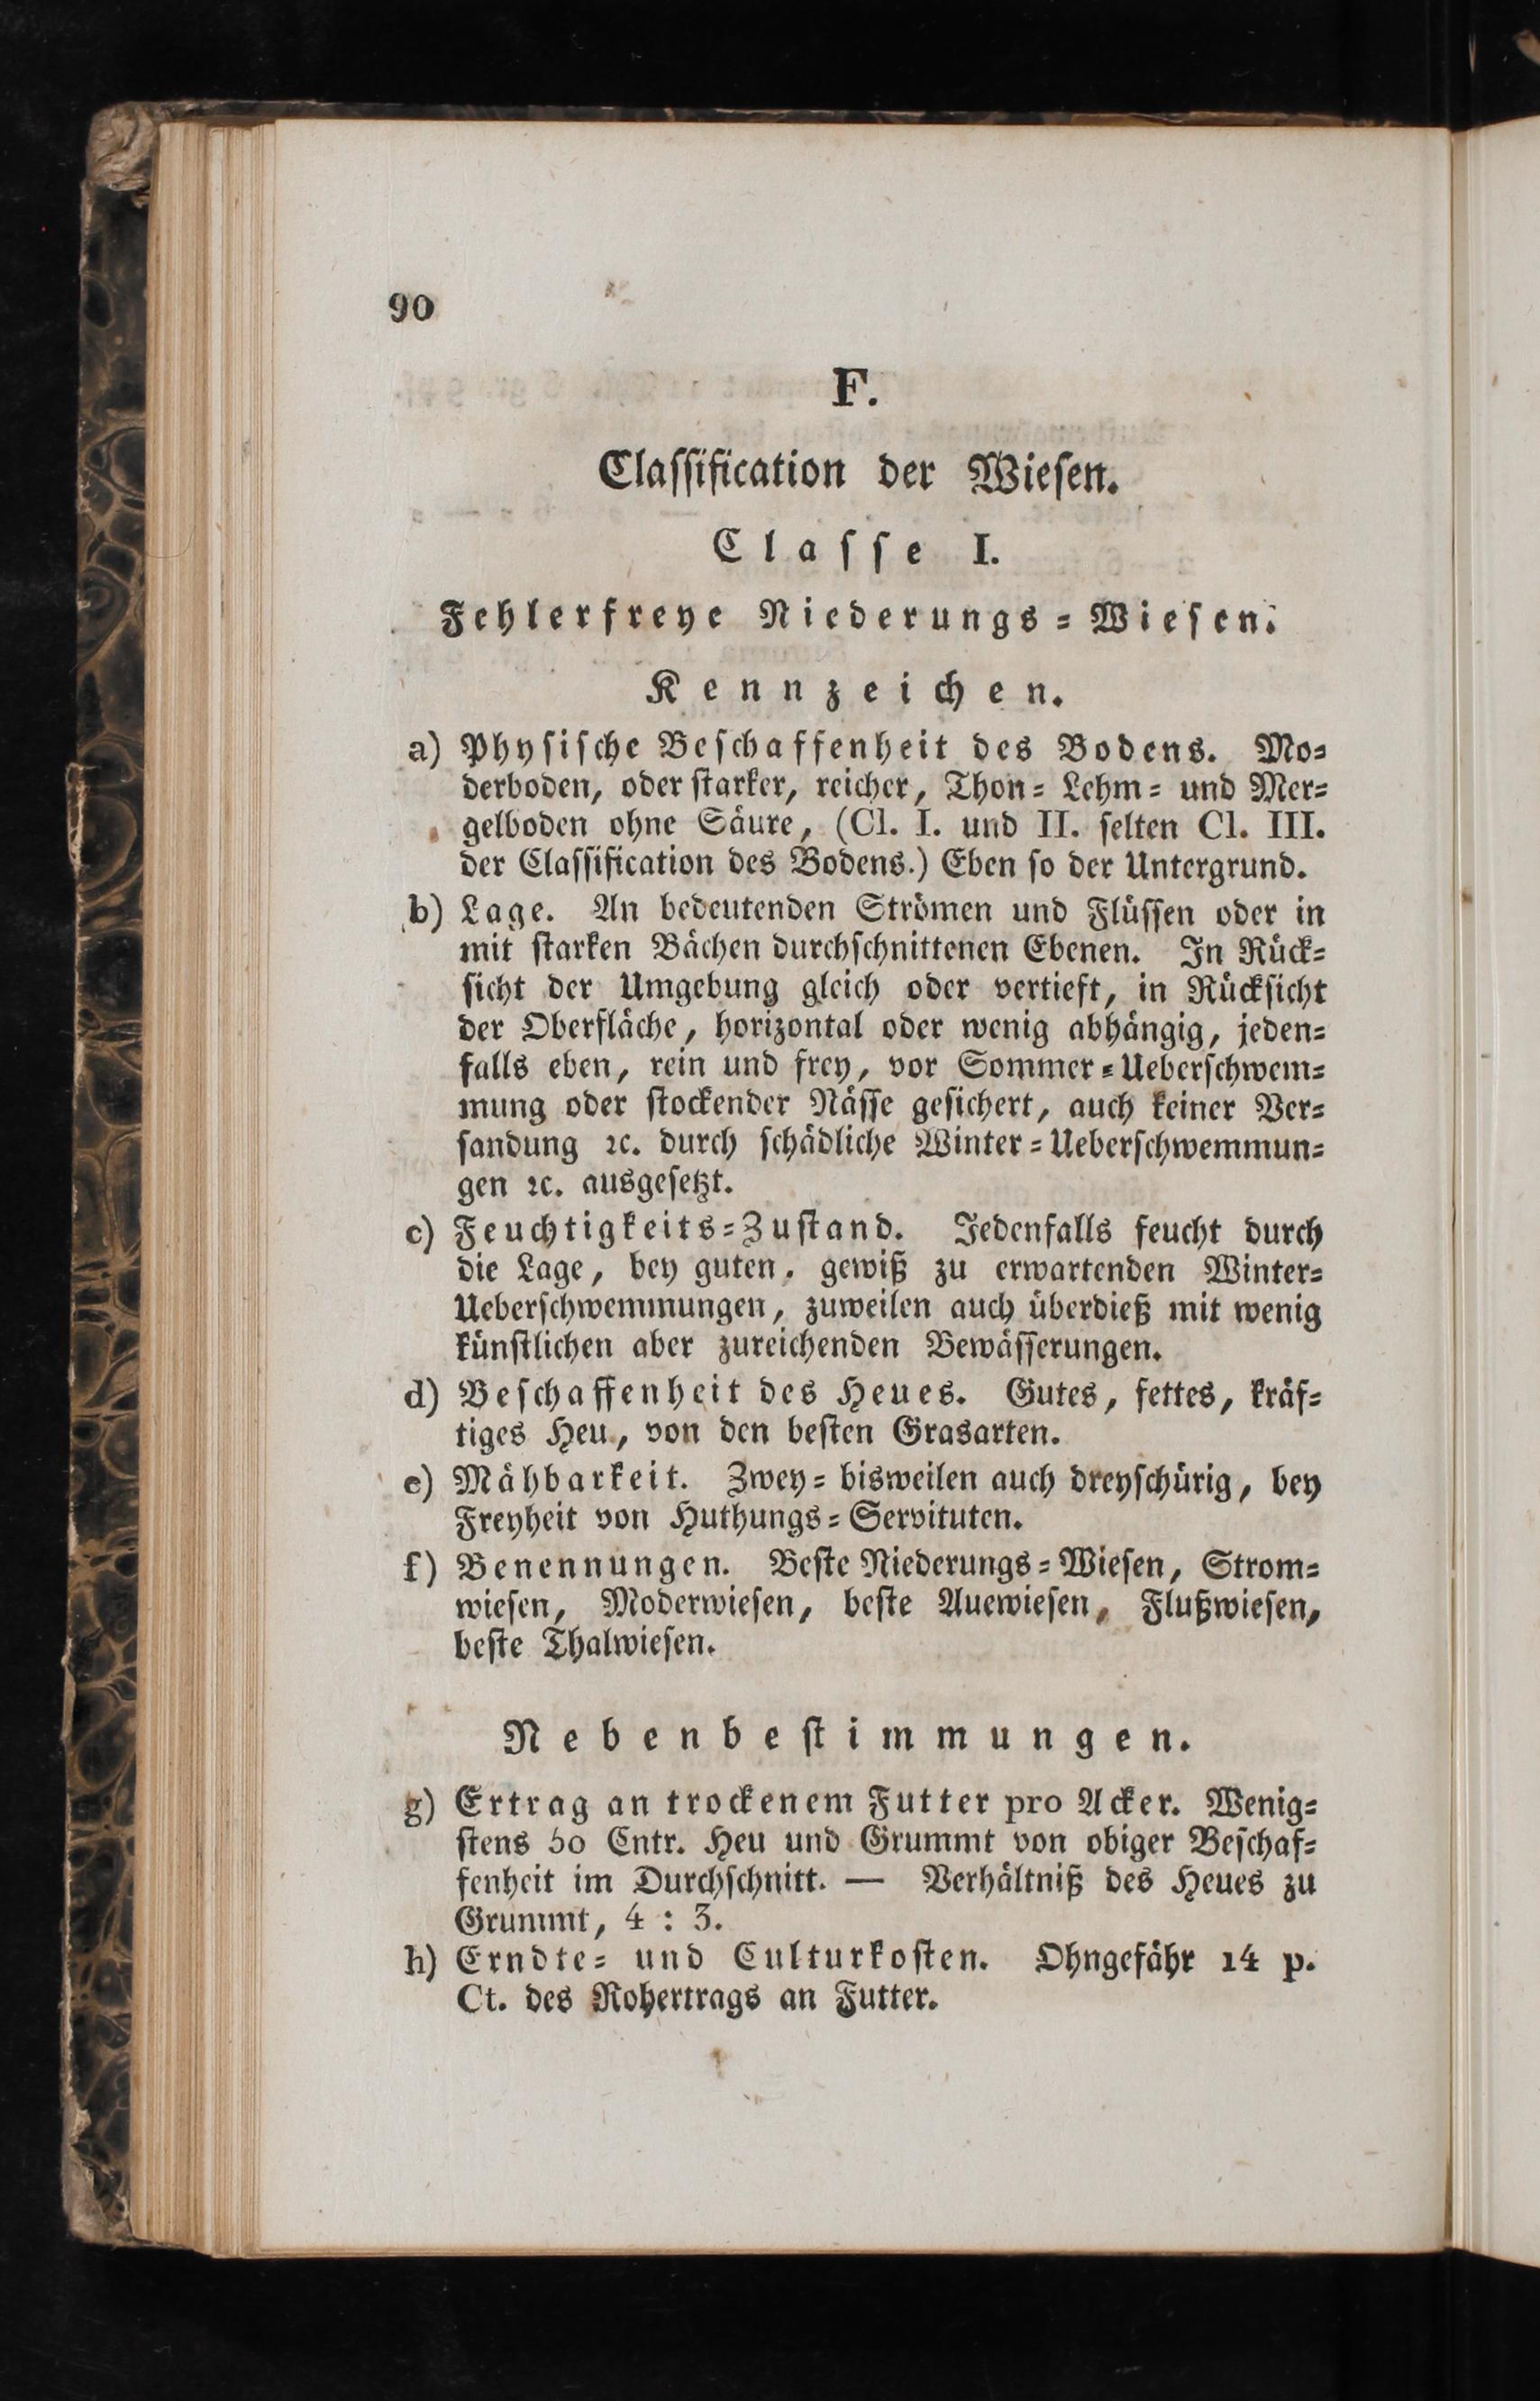 90
F.
Claſſification der Wieſen.
Claſſe I.
Fehlerfreye Niederungs-Wieſen.
Kennzeichen.
a) Phyſiſche Beſchaffenheit des Bodens. Mo-
derboden, oder ſtarker, reicher, Thon- Lehm- und Mer-
gelboden ohne Säure, (Cl. I. und II. ſelten Cl. III.
der Claſſification des Bodens.) Eben ſo der Untergrund.
b) Lage. An bedeutenden Strömen und Flüſſen oder in
mit ſtarken Bächen durchſchnittenen Ebenen. In Rück-
ſicht der Umgebung gleich oder vertieft, in Rückſicht
der Oberfläche, horizontal oder wenig abhängig, jeden-
falls eben, rein und frey, vor Sommer-Ueberſchwem-
mung oder ſtockender Näſſe geſichert, auch keiner Ver-
ſandung ꝛc. durch ſchädliche Winter-Ueberſchwemmun-
gen ꝛc. ausgeſetzt.
c) Feuchtigkeits-Zuſtand. Jedenfalls feucht durch
die Lage, bey guten, gewiß zu erwartenden Winter-
Ueberſchwemmungen, zuweilen auch überdieß mit wenig
künſtlichen aber zureichenden Bewäſſerungen.
d) Beſchaffenheit des Heues. Gutes, fettes, kräf-
tiges Heu, von den beſten Grasarten.
e) Mähbarkeit. Zwey- bisweilen auch dreyſchürig, bey
Freyheit von Huthungs-Servituten.
f) Benennungen. Beſte Niederungs-Wieſen, Strom-
wieſen, Moderwieſen, beſte Auewieſen, Flußwieſen,
beſte Thalwieſen.
Nebenbeſtimmungen.
g) Ertrag an trockenem Futter pro Acker. Wenig-
ſtens 50 Cntr. Heu und Grummt von obiger Beſchaf-
fenheit im Durchſchnitt. — Verhältniß des Heues zu
Grummt, 4 : 3.
h) Erndte- und Culturkoſten. Ohngefähr 14 p.
Ct. des Rohertrags an Futter.